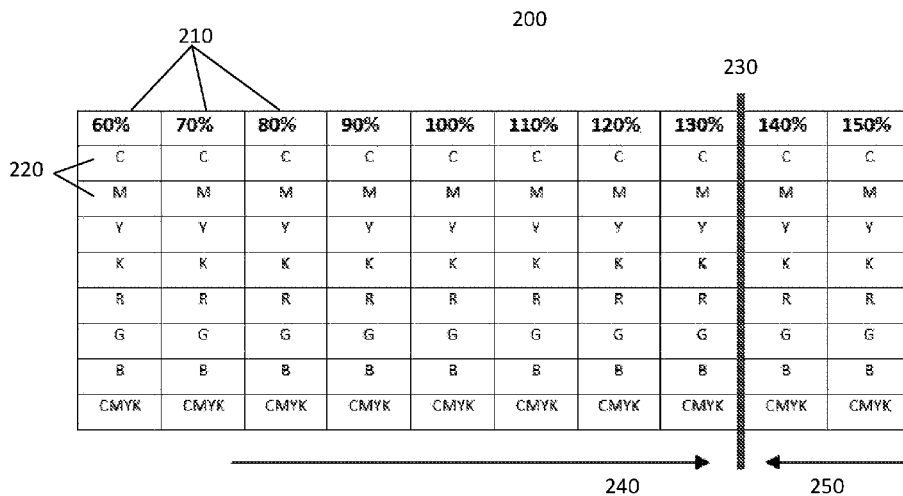 200
210
230
60% 70% 80% 90% 100% 110% 120% 130% 140% 150%
C C C C C C C C C C
220
M M M M M M M M M M
Y Y Y Y Y Y Y Y Y Y
K K K K K K K K K K
R R R R R R R R R R
G G G G G G G G G G
B B B B B B B B B B
CMYK CMYK CMYK CMYK CMYK CMYK CMYK CMYK CMYK CMYK
240 250